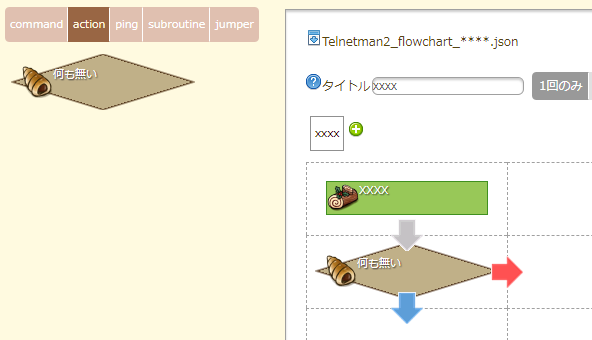 command action ping subroutine jumper
何も無い
Telnetman2_flowchart_****.json
タイトル xxxx 1回のみ
xxxx
XXXX
何も無い